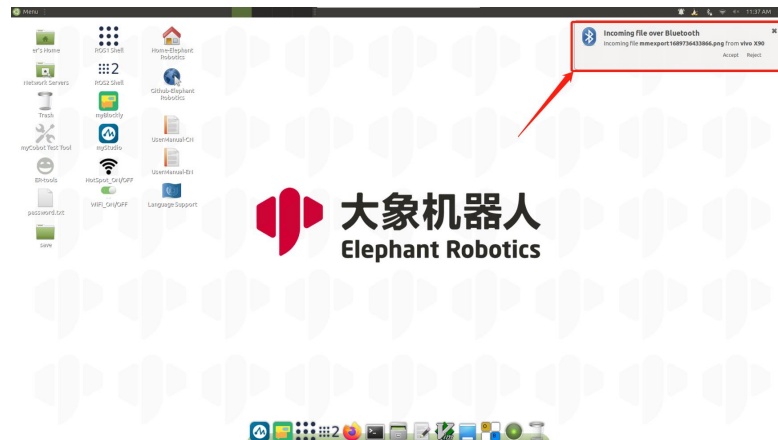 Menu
11:37 AM
Incoming file over Bluetooth
Incoming file mmexport1689736433866.png from vivo X90
Accept Reject
er's Home
ROS1 Shell
Home-Elephant
Robotics
Network Servers
ROS2 Shell
Github-Elephant
Robotics
Trash
myBlockly
myCobot Test Tool
myStudio
UserManual-CN
ER-tools
HotSpot_ON/OFF
UserManual-EN
password.txt
WIFI_ON/OFF
Language Support
save
大象机器人
Elephant Robotics
2